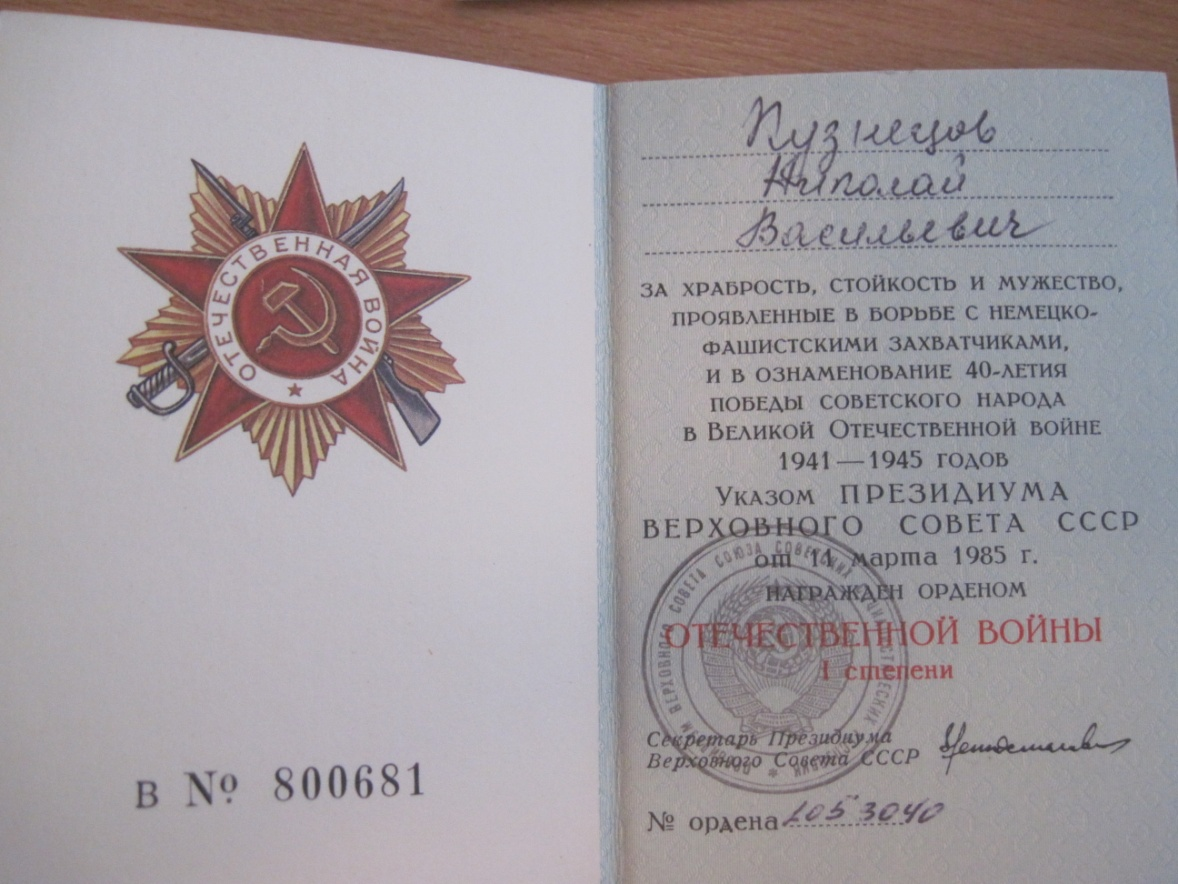 ОТЕЧЕСТВЕННАЯ ВОЙНА
В № 800681
Кузнецов
Николай
Васильевич
ЗА ХРАБРОСТЬ, СТОЙКОСТЬ И МУЖЕСТВО,
ПРОЯВЛЕННЫЕ В БОРЬБЕ С НЕМЕЦКО-
ФАШИСТСКИМИ ЗАХВАТЧИКАМИ,
И В ОЗНАМЕНОВАНИЕ 40-ЛЕТИЯ
ПОБЕДЫ СОВЕТСКОГО НАРОДА
В ВЕЛИКОЙ ОТЕЧЕСТВЕННОЙ ВОЙНЕ
1941—1945 ГОДОВ
УКАЗОМ ПРЕЗИДИУМА
ВЕРХОВНОГО СОВЕТА СССР
от 11 марта 1985 г.
НАГРАЖДЕН ОРДЕНОМ
ОТЕЧЕСТВЕННОЙ ВОЙНЫ
I степени
Секретарь Президиума
Верховного Совета СССР
№ ордена 2053040